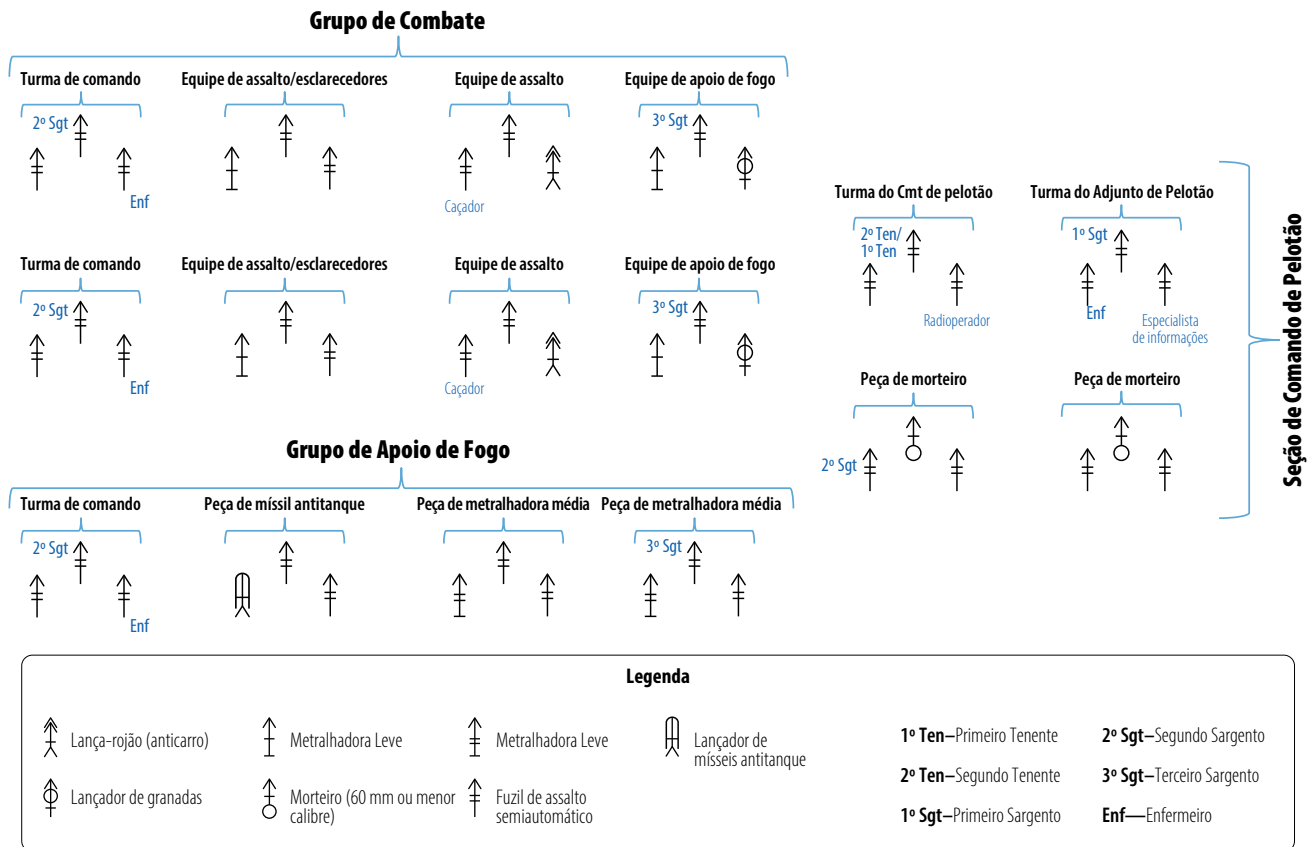 Grupo de Combate
Turma de comando
Equipe de assalto/esclarecedores
Equipe de assalto
Equipe de apoio de fogo
2º Sgt
3º Sgt
Enf
Caçador
Turma de comando
Equipe de assalto/esclarecedores
Equipe de assalto
Equipe de apoio de fogo
2º Sgt
3º Sgt
Enf
Caçador
Grupo de Apoio de Fogo
Turma de comando
Peça de míssil antitanque
Peça de metralhadora média
Peça de metralhadora média
2º Sgt
3º Sgt
Enf
Turma do Cmt de pelotão
Turma do Adjunto de Pelotão
2º Ten/
1º Ten
1º Sgt
Radioperador
Enf
Especialista
de informações
Peça de morteiro
Peça de morteiro
2º Sgt
Seção de Comando de Pelotão
Legenda
Lança-rojão (anticarro)
Metralhadora Leve
Metralhadora Leve
Lançador de
mísseis antitanque
Lançador de granadas
Morteiro (60 mm ou menor
calibre)
Fuzil de assalto
semiautomático
1º Ten–Primeiro Tenente
2º Sgt–Segundo Sargento
2º Ten–Segundo Tenente
3º Sgt–Terceiro Sargento
1º Sgt–Primeiro Sargento
Enf—Enfermeiro